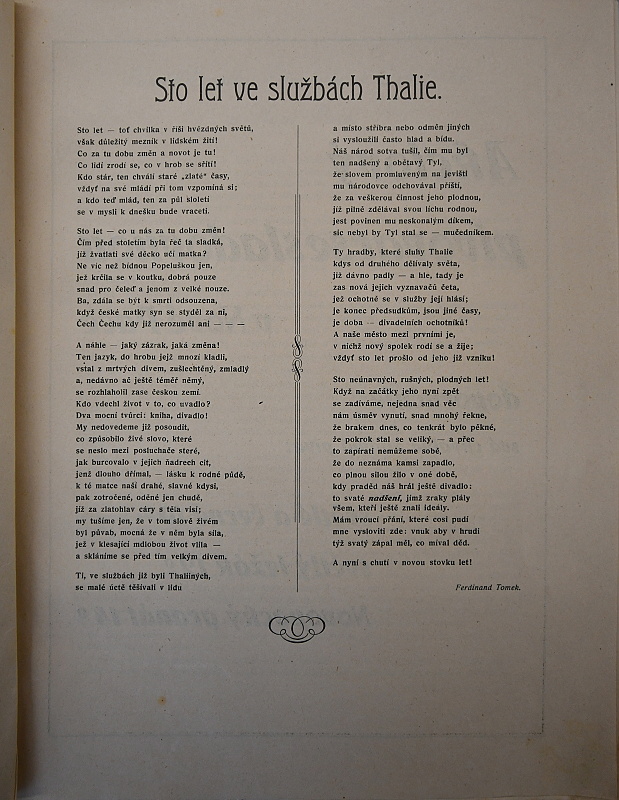 Sto let ve službách Thalie.
Sto let — toť chvilka v říši hvězdných světů,
však důležitý mezník v lidském žití!
Co za tu dobu změn a novot je tu!
Co lidí zrodí se, co v hrob se sřítí!
Kdo stár, ten chválí staré „zlaté“ časy,
vždyť na své mládí při tom vzpomíná si;
a kdo teď mlád, ten za půl století
se v mysli k dnešku bude vraceti.
Sto let — co u nás za tu dobu změn!
Čím před stoletím byla řeč ta sladká,
již žvatlati své děcko učí matka?
Ne víc než bídnou Popeluškou jen,
jež krčila se v koutku, dobrá pouze
snad pro čeleď a jenom z velké nouze.
Ba, zdála se být k smrti odsouzena,
když české matky syn se styděl za ni,
Čech Čechu kdy již nerozuměl ani — — —
A náhle — jaký zázrak, jaká změna!
Ten jazyk, do hrobu jejž mnozí kladli,
vstal z mrtvých divem, zušlechtěný, zmladlý
a, nedávno ač ještě téměř němý,
se rozhlaholil zase českou zemí.
Kdo vdechl život v to, co uvadlo?
Dva mocní tvůrci: kniha, divadlo!
My nedovedeme již posoudit,
co způsobilo živé slovo, které
se neslo mezi posluchače steré,
jak burcovalo v jejich ňadrech cit,
jenž dlouho dřímal, — lásku k rodné půdě,
k té matce naší drahé, slavné kdysi,
pak zotročené, oděné jen chudě,
jíž za zlatohlav cáry s těla visí;
my tušíme jen, že v tom slově živém
byl půvab, mocná že v něm byla síla,
jež v klesající mdlobou život vlila —
a skláníme se před tím velkým divem.
Ti, ve službách již byli Thaliiných,
se malé úctě těšívali v lidu
a místo stříbra nebo odměn jiných
si vysloužili často hlad a bídu.
Náš národ sotva tušil, čím mu byl
ten nadšený a obětavý Tyl,
že slovem promluveným na jevišti
mu národovce odchovával příští,
že za veškerou činnost jeho plodnou,
jíž pilně zdělával svou líchu rodnou,
jest povinen mu neskonalým díkem,
sic nebyl by Tyl stal se — mučedníkem.
Ty hradby, které sluhy Thalie
kdys od druhého dělívaly světa,
již dávno padly — a hle, tady je
zas nová jejich vyznavačů četa,
jež ochotně se v služby její hlásí;
je konec předsudkům, jsou jiné časy,
je doba — divadelních ochotníků!
A naše město mezi prvními je,
v nichž nový spolek rodí se a žije;
vždyť sto let prošlo od jeho již vzniku!
Sto neúnavných, rušných, plodných let!
Když na začátky jeho nyní zpět
se zadíváme, nejedna snad věc
nám úsměv vynutí, snad mnohý řekne,
že brakem dnes, co tenkrát bylo pěkné,
že pokrok stal se veliký, — a přec
to zapírati nemůžeme sobě,
že do neznáma kamsi zapadlo,
co plnou silou žilo v oné době,
kdy praděd náš hrál ještě divadlo:
to svaté nadšení, jímž zraky plály
všem, kteří ještě znali ideály.
Mám vroucí přání, které cosi pudí
mne vysloviti zde: vnuk aby v hrudi
týž svatý zápal měl, co míval děd.
A nyní s chutí v novou stovku let!
Ferdinand Tomek.